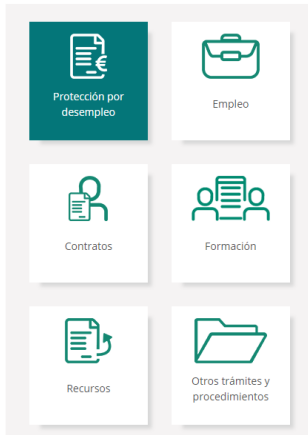 Protección por
desempleo
Empleo
Contratos
Formación
Recursos
Otros trámites y
procedimientos